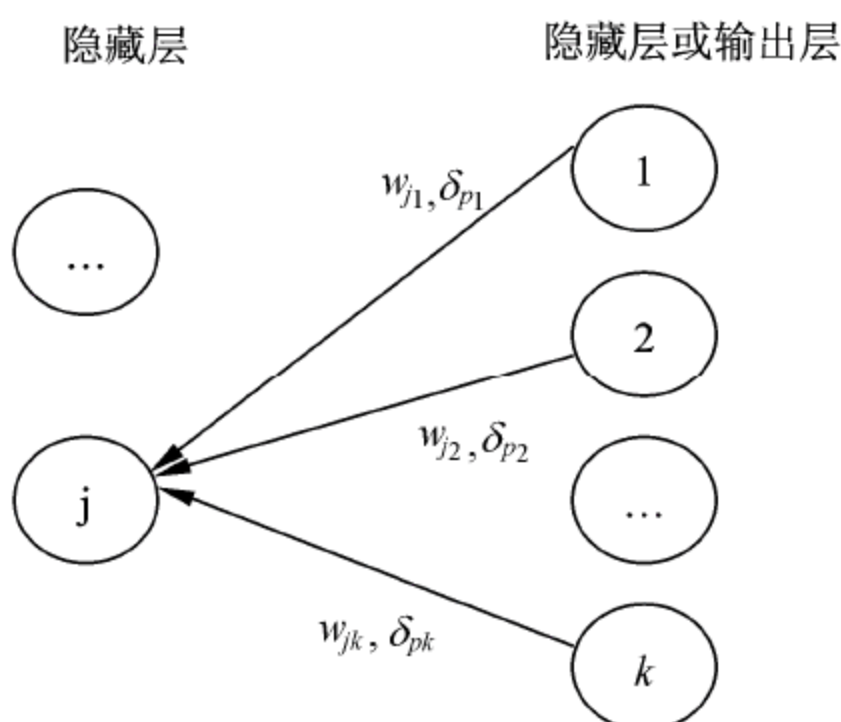 隐藏层
隐藏层或输出层
1
w_{j1},δ_{p1}
...
2
w_{j2},δ_{p2}
j
...
w_{jk}, δ_{pk}
k